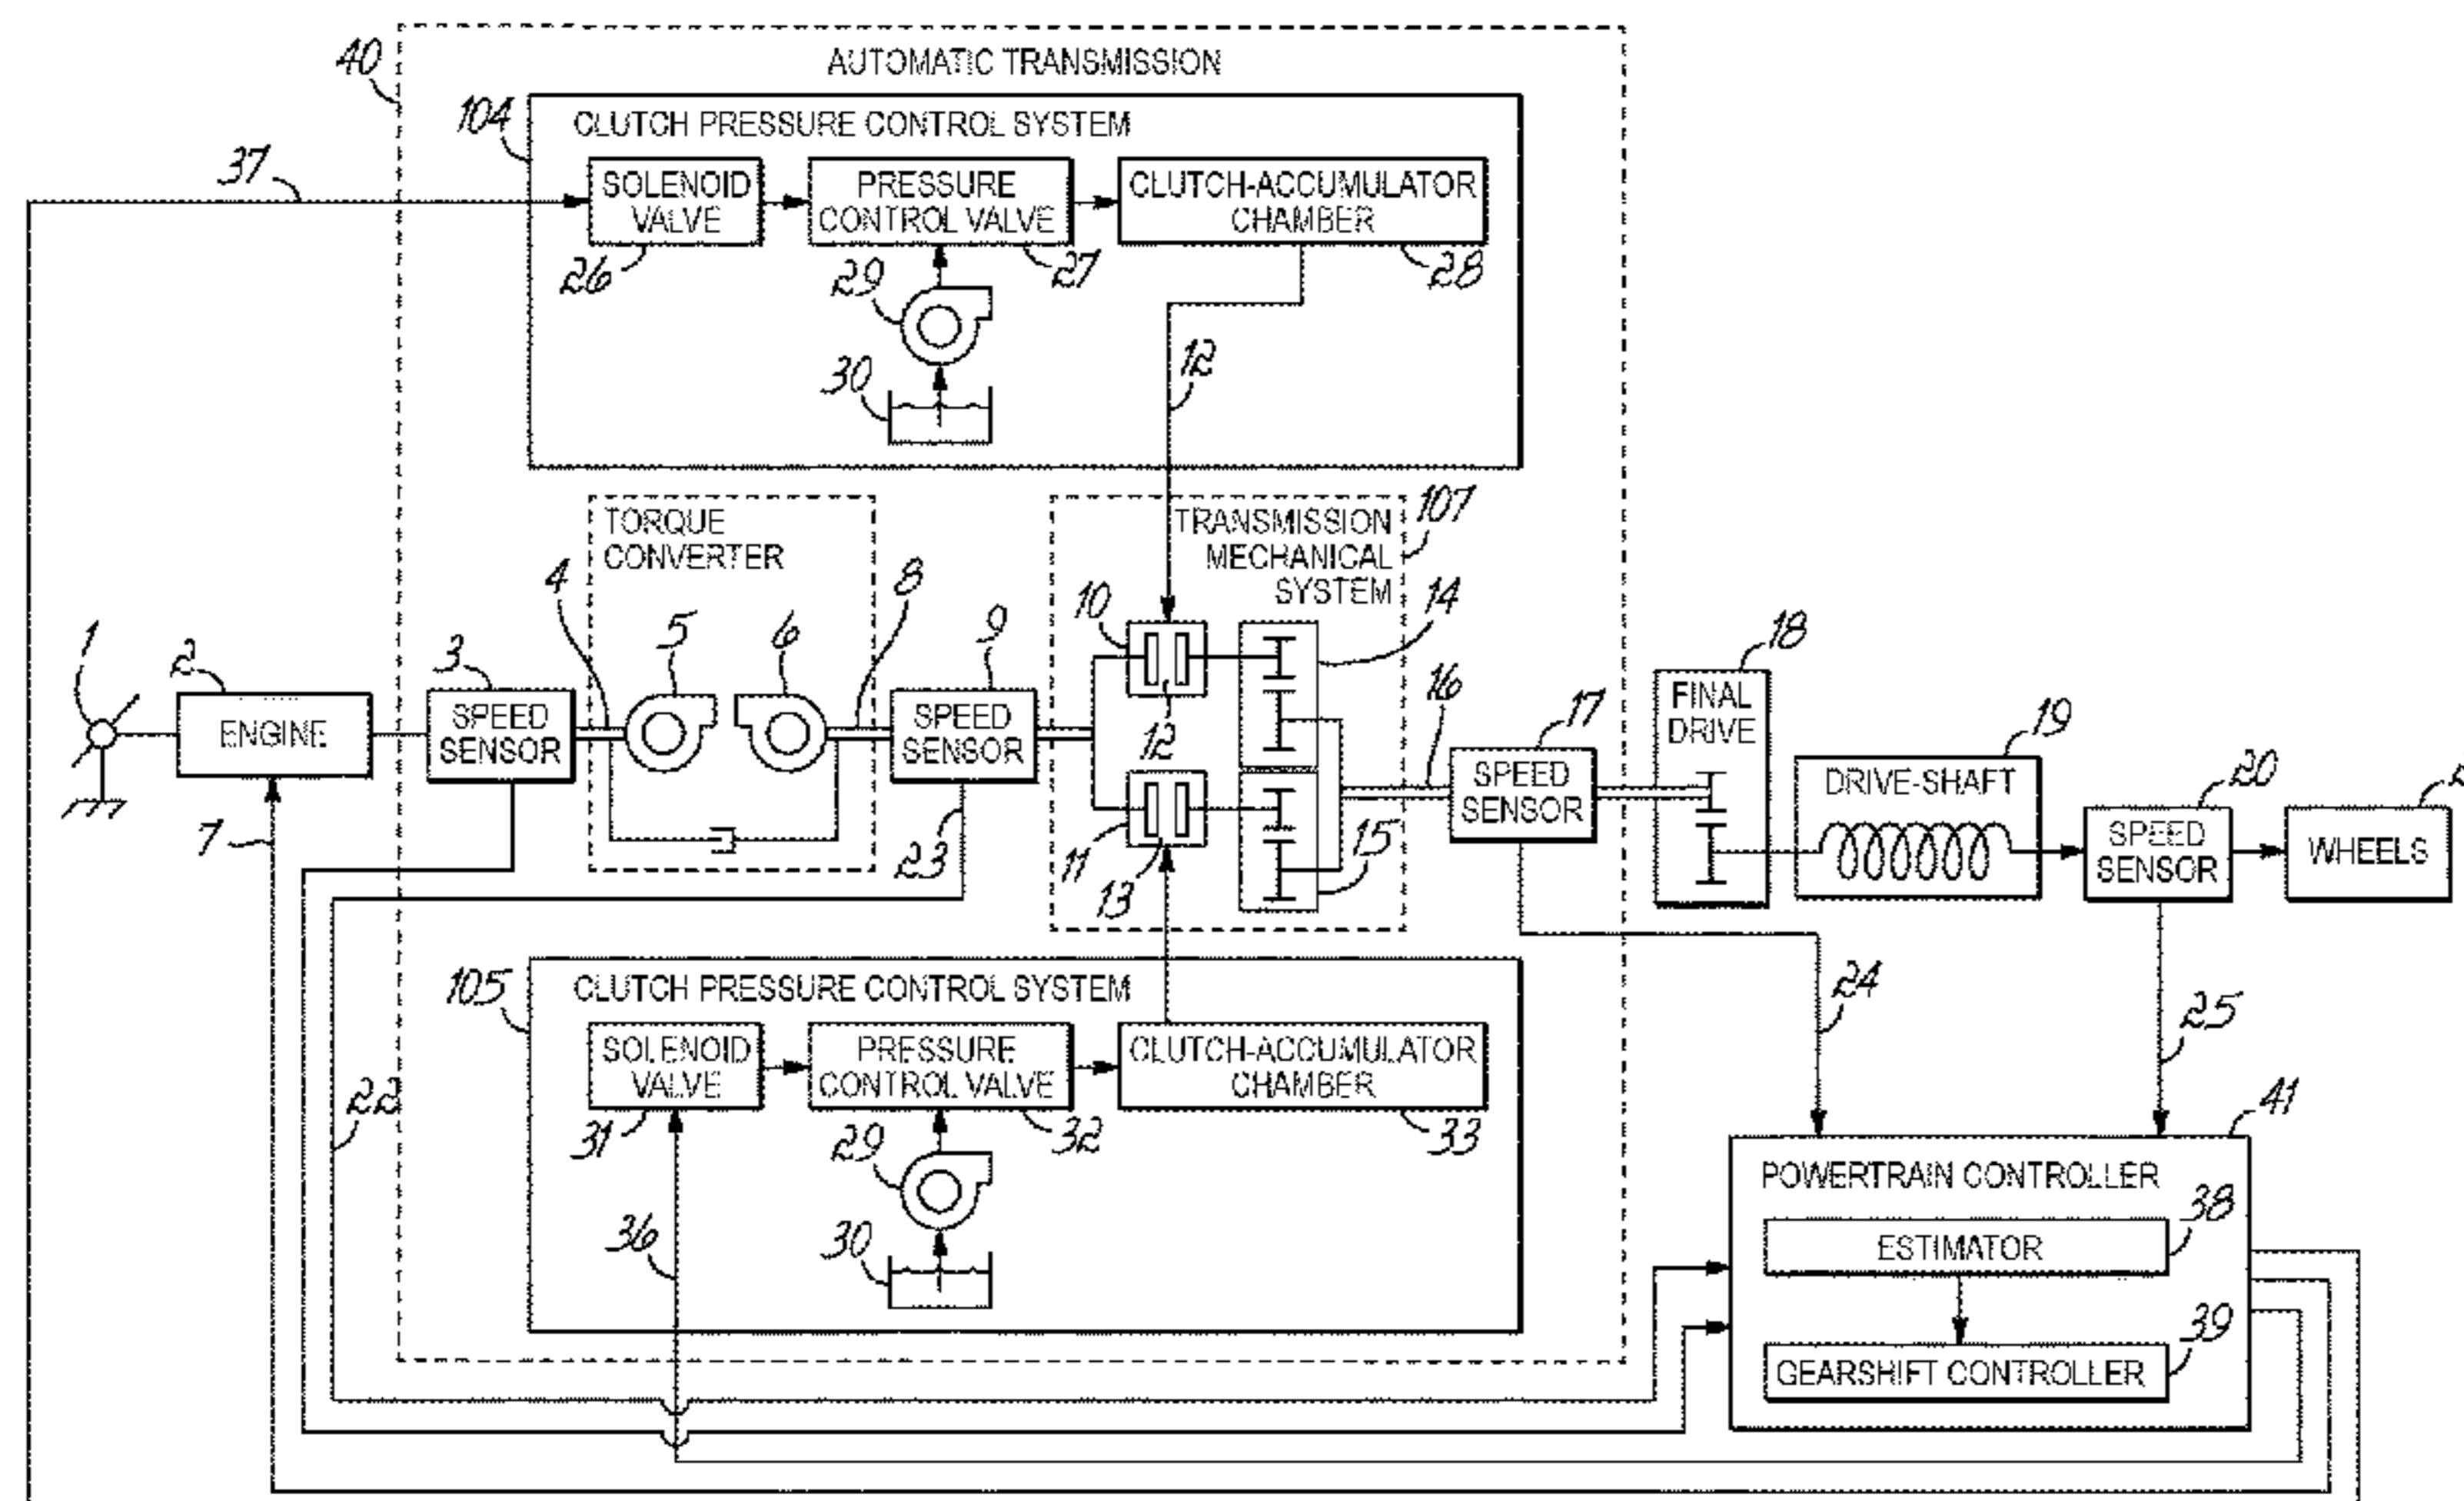 40
AUTOMATIC TRANSMISSION
104
CLUTCH PRESSURE CONTROL SYSTEM
37
SOLENOID
VALVE
PRESSURE
CONTROL VALVE
CLUTCH-ACCUMULATOR
CHAMBER
26
29
27
28
30
12
TORQUE
CONVERTER
TRANSMISSION
MECHANICAL
SYSTEM
107
4
8
10
14
1
2
3
5
6
9
16
17
18
ENGINE
SPEED
SENSOR
SPEED
SENSOR
12
SPEED
SENSOR
FINAL
DRIVE
19
DRIVE-SHAFT
20
SPEED
SENSOR
WHEELS
7
23
11
13
15
105
CLUTCH PRESSURE CONTROL SYSTEM
24
25
SOLENOID
VALVE
PRESSURE
CONTROL VALVE
CLUTCH-ACCUMULATOR
CHAMBER
22
31
29
32
33
41
POWERTRAIN CONTROLLER
36
30
38
ESTIMATOR
39
GEARSHIFT CONTROLLER